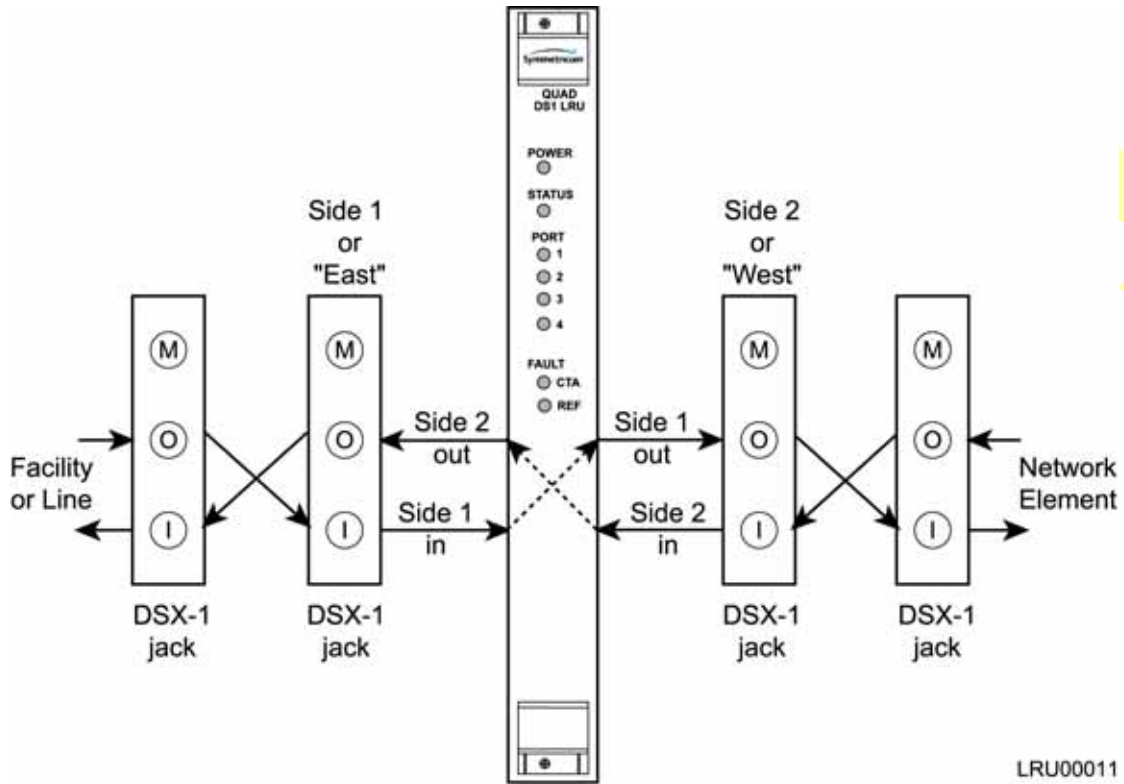 Symmetricom
QUAD
DS1 LRU
POWER
STATUS
PORT
1
2
3
4
FAULT
CTA
REF
Side 1
or
"East"
Side 2
or
"West"
M
O
I
M
O
I
M
O
I
M
O
I
Facility
or Line
Side 2
out
Side 1
in
Side 1
out
Side 2
in
Network
Element
DSX-1
jack
DSX-1
jack
DSX-1
jack
DSX-1
jack
LRU00011